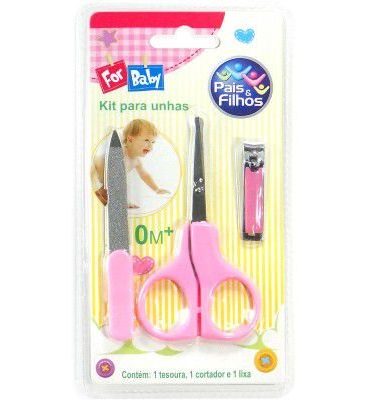 For Baby
Kit para unhas
Pais & Filhos
0M+
Contém: 1 tesoura, 1 cortador e 1 lixa